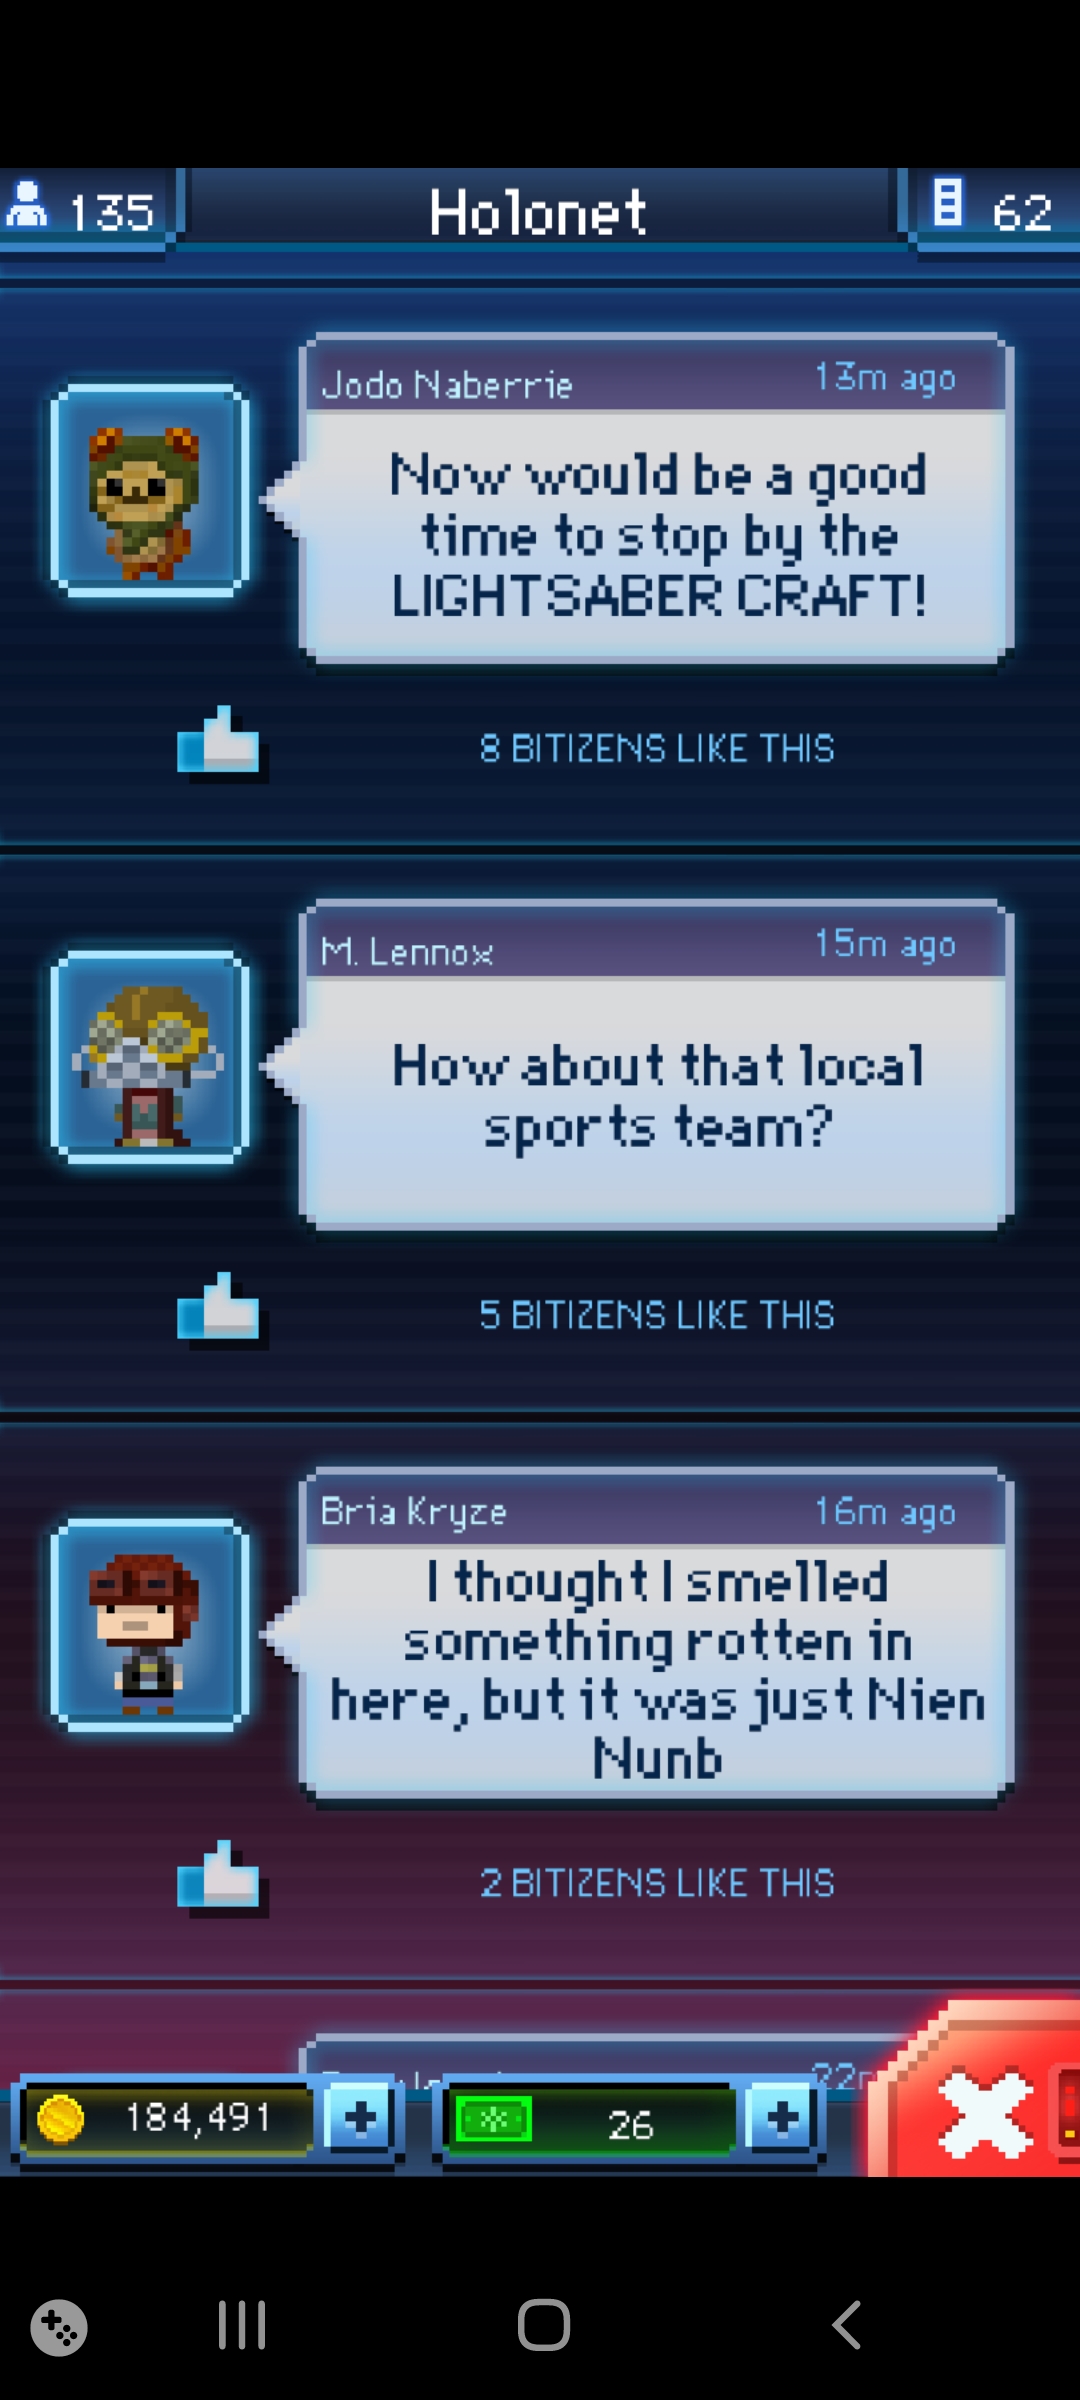 135
Holonet
62
Jodo Naberrie
13m ago
Now would be a good
time to stop by the
LIGHTSABER CRAFT!
8 BITIZENS LIKE THIS
M. Lennox
15m ago
How about that local
sports team?
5 BITIZENS LIKE THIS
Bria Kryze
16m ago
I thought I smelled
something rotten in
here, but it was just Nien
Nunb
2 BITIZENS LIKE THIS
184,491
26